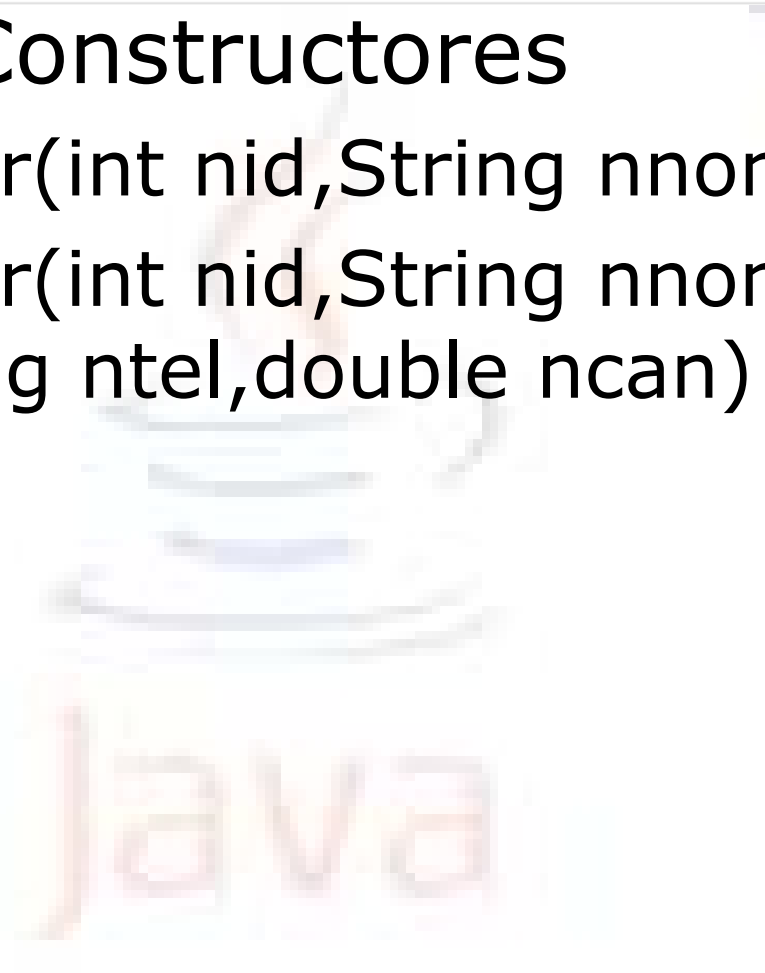 Constructores
r(int nid,String nnor
r(int nid,String nnor
g ntel,double ncan)
Java